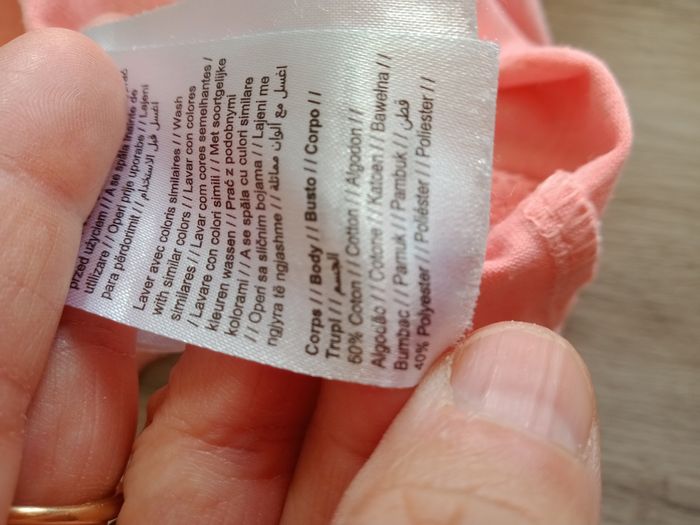 przed użyciem // A se spăla înainte de
utilizare // Operi prije uporabe // Lajeni
para përdorimit // اغسل قبل الاستخدام
Laver avec coloris similaires // Wash
with similar colors // Lavar con colores
similares // Lavar com cores semelhantes /
/ Lavare con colori simili // Met soortgelijke
kleuren wassen // Prać z podobnymi
kolorami // A se spăla cu culori similare
// Operi sa sličnim bojama // Lajeni me
ngjyra të ngjashme // اغسل مع ألوان مماثلة
Corps // Body // Busto // Corpo //
Trupi // الجسم
60% Coton // Cotton // Algodon //
Algodão // Cotone // Katoen // Bawełna //
Bumbac // Pamuk // Pambuk // قطن
40% Polyester // Poliéster // Poliester //